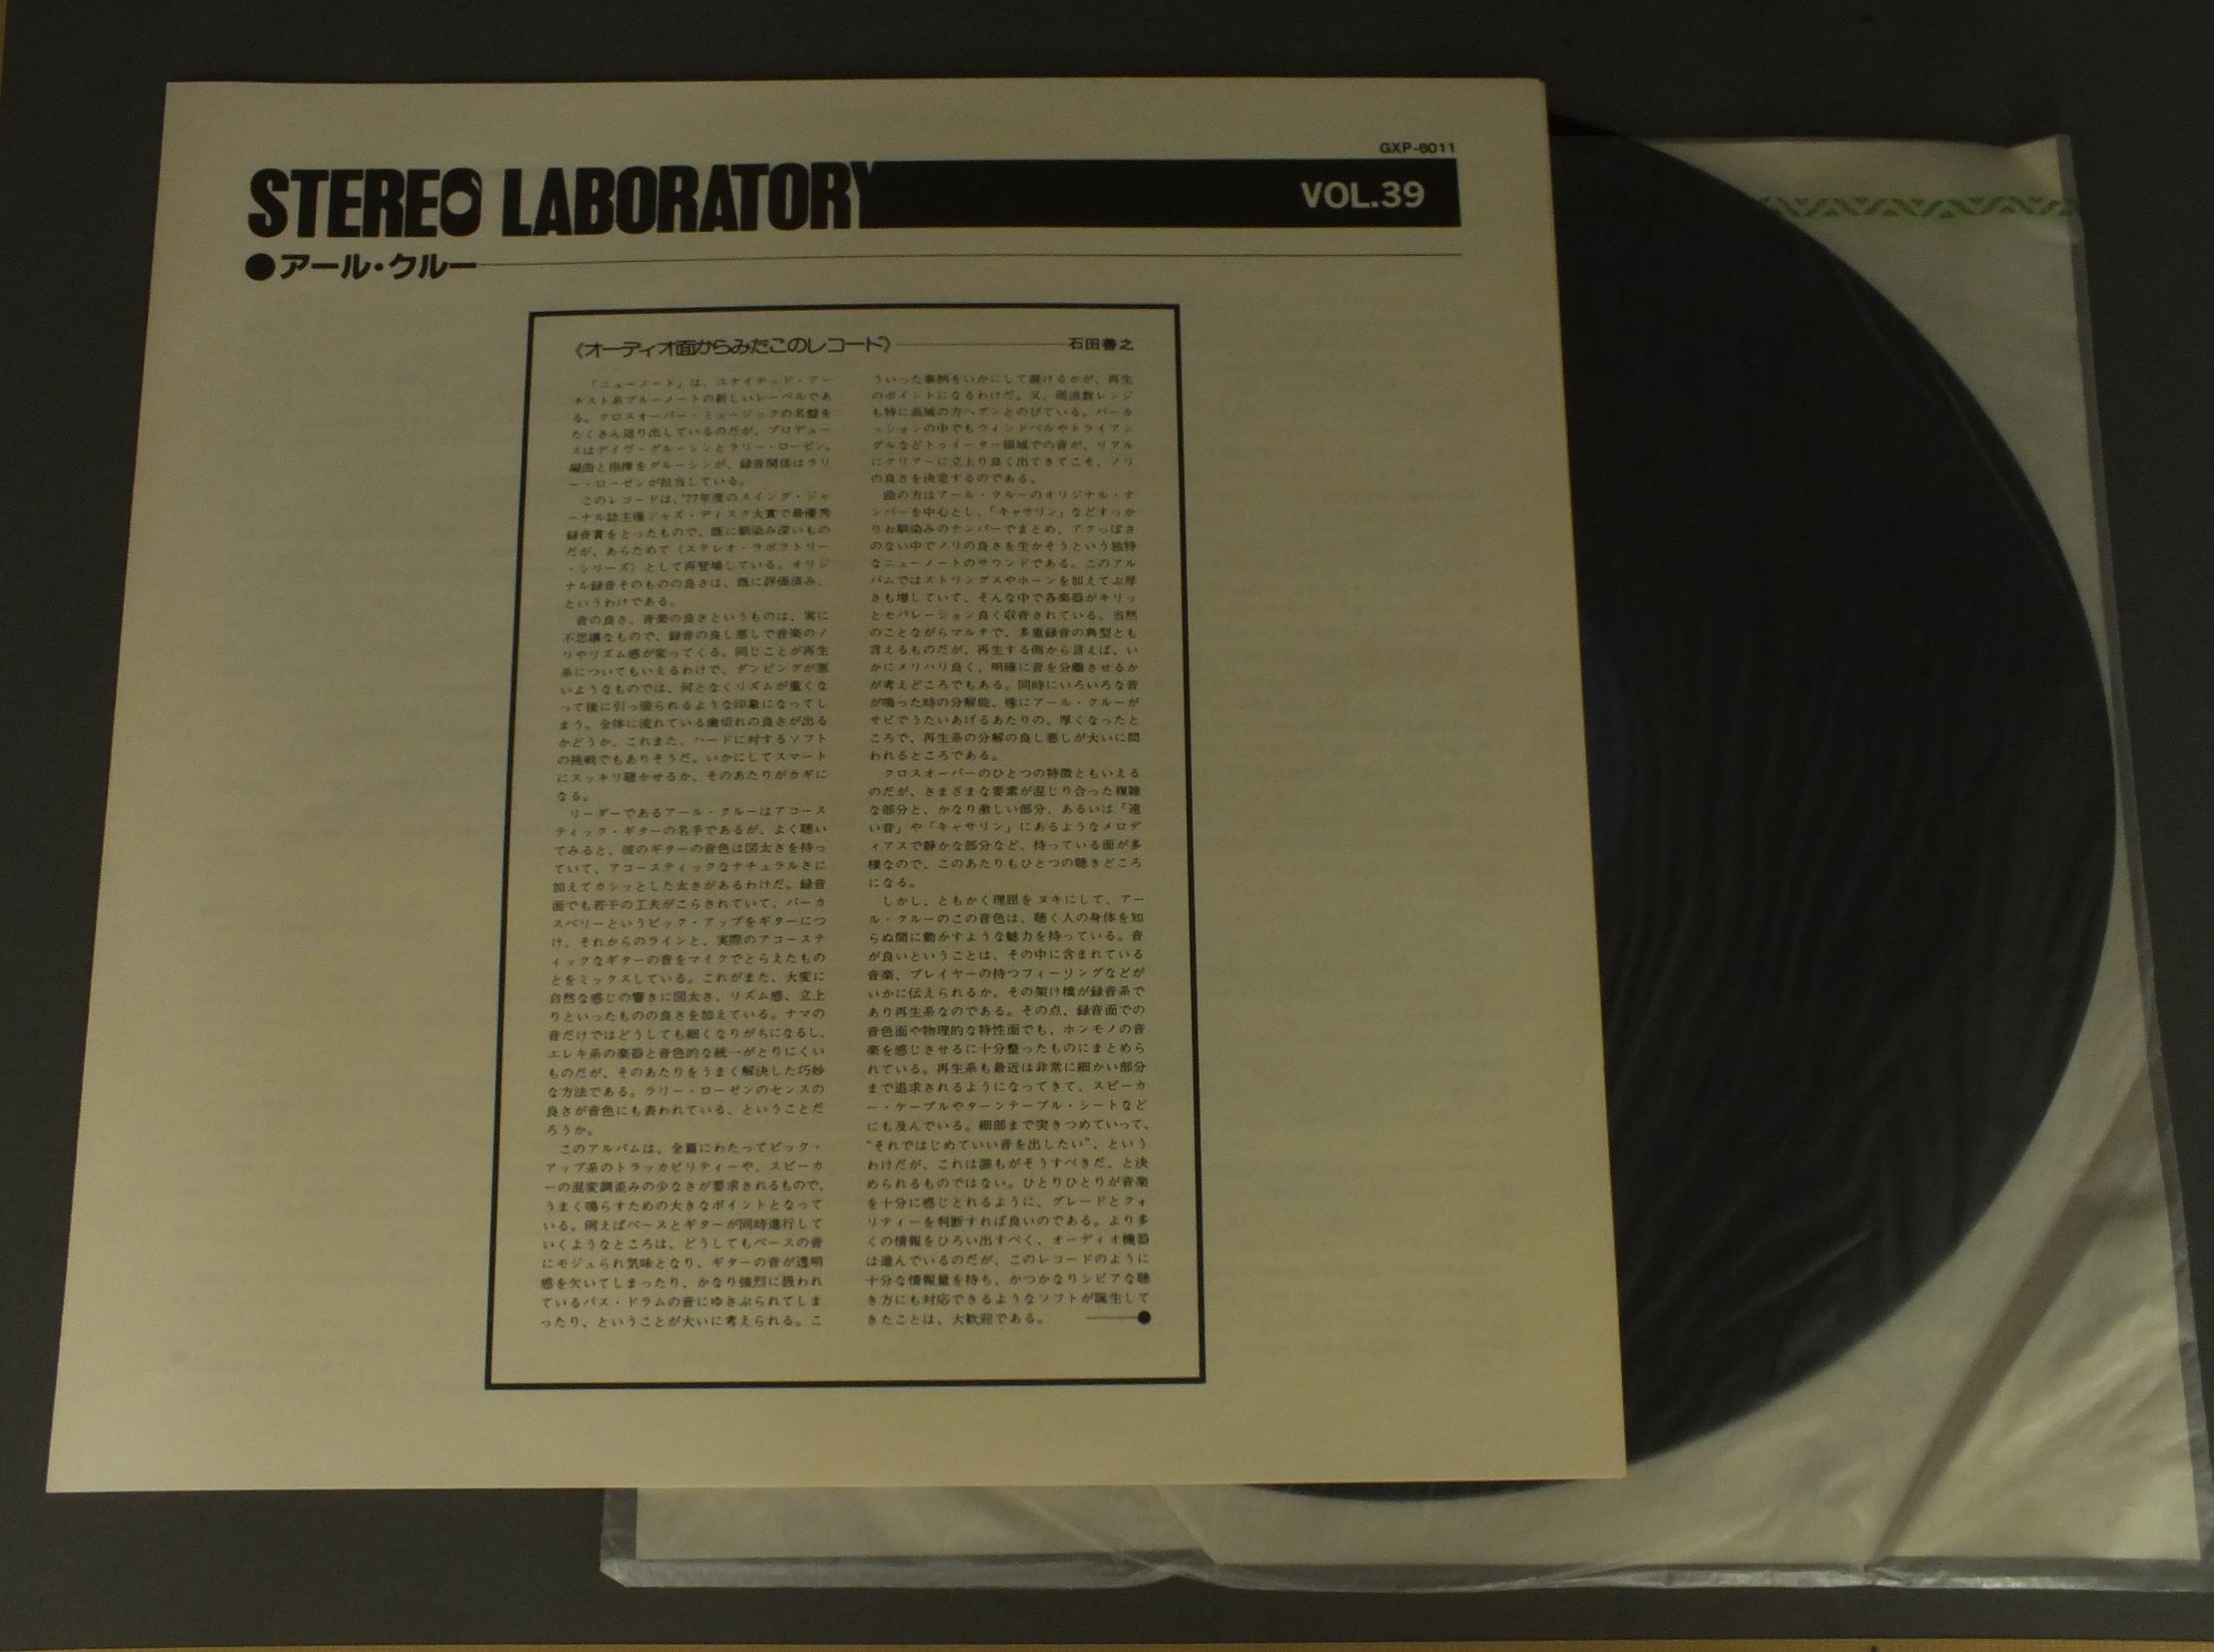 GXP-6011
STEREO LABORATORY
VOL.39
●アール・クルー
《オーディオ面からみたこのレコード》
石田善之
「ニューノート」は、ユナイテッド・アー
チスト系ブルーノートの新しいレーベルであ
る。クロスオーバー・ミュージックの名盤を
たくさん送り出しているのだが、プロデュー
スはデイヴ・グルーシンとラリー・ローゼン。
編曲と指揮をグルーシンが、録音関係はラリ
ー・ローゼンが担当している。
このレコードは、'77年度のスイング・ジャ
ーナル誌主催ジャズ・ディスク大賞で最優秀
録音賞をとったもので、既に馴染み深いもの
だが、あらためて〈ステレオ・ラボラトリー
・シリーズ〉として再登場している。オリジ
ナル録音そのものの良さは、既に評価済み、
というわけである。
音の良さ、音楽の良さというものは、実に
不思議なもので、録音の良し悪しで音楽のノ
リやリズム感が変ってくる。同じことが再生
系についてもいえるわけで、ダンピングが悪
いようなものでは、何となくリズムが重くな
って後に引っ張られるような印象になってし
まう。全体に流れている歯切れの良さが出る
かどうか、これまた、ハードに対するソフト
の挑戦でもありそうだ。いかにしてスマート
にスッキリ聴かせるか、そのあたりがカギに
なる。
リーダーであるアール・クルーはアコース
ティック・ギターの名手であるが、よく聴い
てみると、彼のギターの音色は図太さを持っ
ていて、アコースティックなナチュラルさに
加えてカシッとした太さがあるわけだ。録音
面でも若干の工夫がこらされていて、バーカ
スベリーというピック・アップをギターにつ
け、それからのラインと、実際のアコーステ
ィックなギターの音をマイクでとらえたもの
とをミックスしている。これがまた、大変に
自然な感じの響きに図太さ、リズム感、立上
りといったものの良さを加えている。ナマの
音だけではどうしても細くなりがちになるし、
エレキ系の楽器と音色的な統一がとりにくい
ものだが、そのあたりをうまく解決した巧妙
な方法である。ラリー・ローゼンのセンスの
良さが音色にも表われている、ということだ
ろうか。
このアルバムは、全篇にわたってピック・
アップ系のトラッカビリティーや、スピーカ
ーの混変調歪みの少なさが要求されるもので、
うまく鳴らすための大きなポイントとなって
いる。例えばベースとギターが同時進行して
いくようなところは、どうしてもベースの音
にモジュられ気味となり、ギターの音が透明
感を欠いてしまったり、かなり強烈に扱われ
ているバス・ドラムの音にゆさぶられてしま
ったり、ということが大いに考えられる。こ
ういった事柄をいかにして避けるかが、再生
のポイントになるわけだ。又、周波数レンジ
も特に高域の方へグンとのびている。パーカ
ッションの中でもウィンドベルやトライアン
グルなどトゥイーター領域での音が、リアル
にクリアーに立上り良く出てきてこそ、ノリ
の良さを決定するのである。
曲の方はアール・クルーのオリジナル・ナ
ンバーを中心とし、「キャサリン」などすっか
りお馴染みのナンバーでまとめ、アクっぽさ
のない中でノリの良さを生かそうという独特
なニューノートのサウンドである。このアル
バムではストリングスやホーンを加えてぶ厚
さも増していて、そんな中で各楽器がキリッ
とセパレーション良く収音されている。当然
のことながらマルチで、多重録音の典型とも
言えるものだが、再生する側から言えば、い
かにメリハリ良く、明確に音を分離させるか
が考えどころでもある。同時にいろいろな音
が鳴った時の分解能、殊にアール・クルーが
サビでうたいあげるあたりの、厚くなったと
ころで、再生系の分解の良し悪しが大いに問
われるところである。
クロスオーバーのひとつの特徴ともいえる
のだが、さまざまな要素が混じり合った複雑
な部分と、かなり激しい部分、あるいは「遠
い昔」や「キャサリン」にあるようなメロデ
ィアスで静かな部分など、持っている面が多
様なので、このあたりもひとつの聴きどころ
になる。
しかし、ともかく理屈をヌキにして、アー
ル・クルーのこの音色は、聴く人の身体を知
らぬ間に動かすような魅力を持っている。音
が良いということは、その中に含まれている
音楽、プレイヤーの持つフィーリングなどが
いかに伝えられるか、その架け橋が録音系で
あり再生系なのである。その点、録音面での
音色面や物理的な特性面でも、ホンモノの音
楽を感じさせるに十分整ったものにまとめら
れている。再生系も最近は非常に細かい部分
まで追求されるようになってきて、スピーカ
ー・ケーブルやターンテーブル・シートなど
にも及んでいる。細部まで突きつめていって、
"それではじめていい音を出したい"、という
わけだが、これは誰もがそうすべきだ、と決
められるものではない。ひとりひとりが音楽
を十分に感じとれるように、グレードとクォ
リティーを判断すれば良いのである。より多
くの情報をひろい出すべく、オーディオ機器
は進んでいるのだが、このレコードのように
十分な情報量を持ち、かつかなりシビアな聴
き方にも対応できるようなソフトが誕生して
きたことは、大歓迎である。